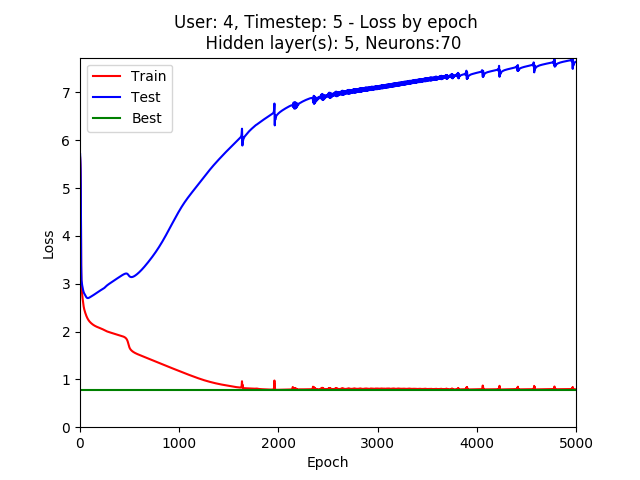 User: 4, Timestep: 5 - Loss by epoch
Hidden layer(s): 5, Neurons:70
Train
Test
Best
7
6
5
4
3
2
1
0
Loss
0 1000 2000 3000 4000 5000
Epoch